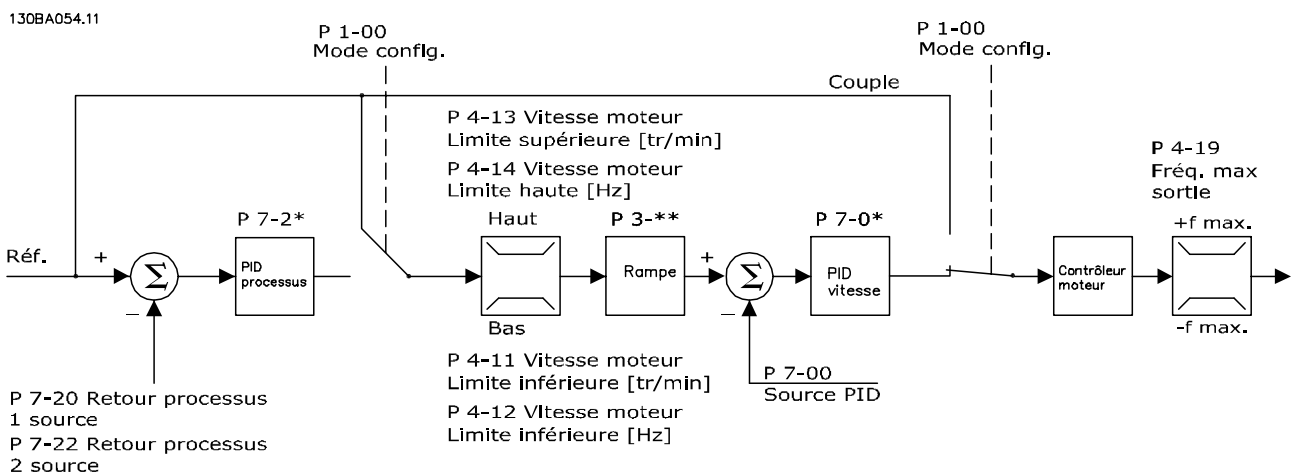 130BA054.11
P 1-00
Mode config.
P 1-00
Mode config.
Couple
P 4-13 Vitesse moteur
Limite supérieure [tr/min]
P 4-14 Vitesse moteur
Limite haute [Hz]
P 4-19
Fréq. max
sortie
P 7-2*
Haut
P 3-**
P 7-0*
+f max.
Réf.
+
Σ
PID
processus
Rampe
+
Σ
PID
vitesse
Contrôleur
moteur
−
−
Bas
-f max.
P 4-11 Vitesse moteur
Limite inférieure [tr/min]
P 4-12 Vitesse moteur
Limite inférieure [Hz]
P 7-00
Source PID
P 7-20 Retour processus
1 source
P 7-22 Retour processus
2 source